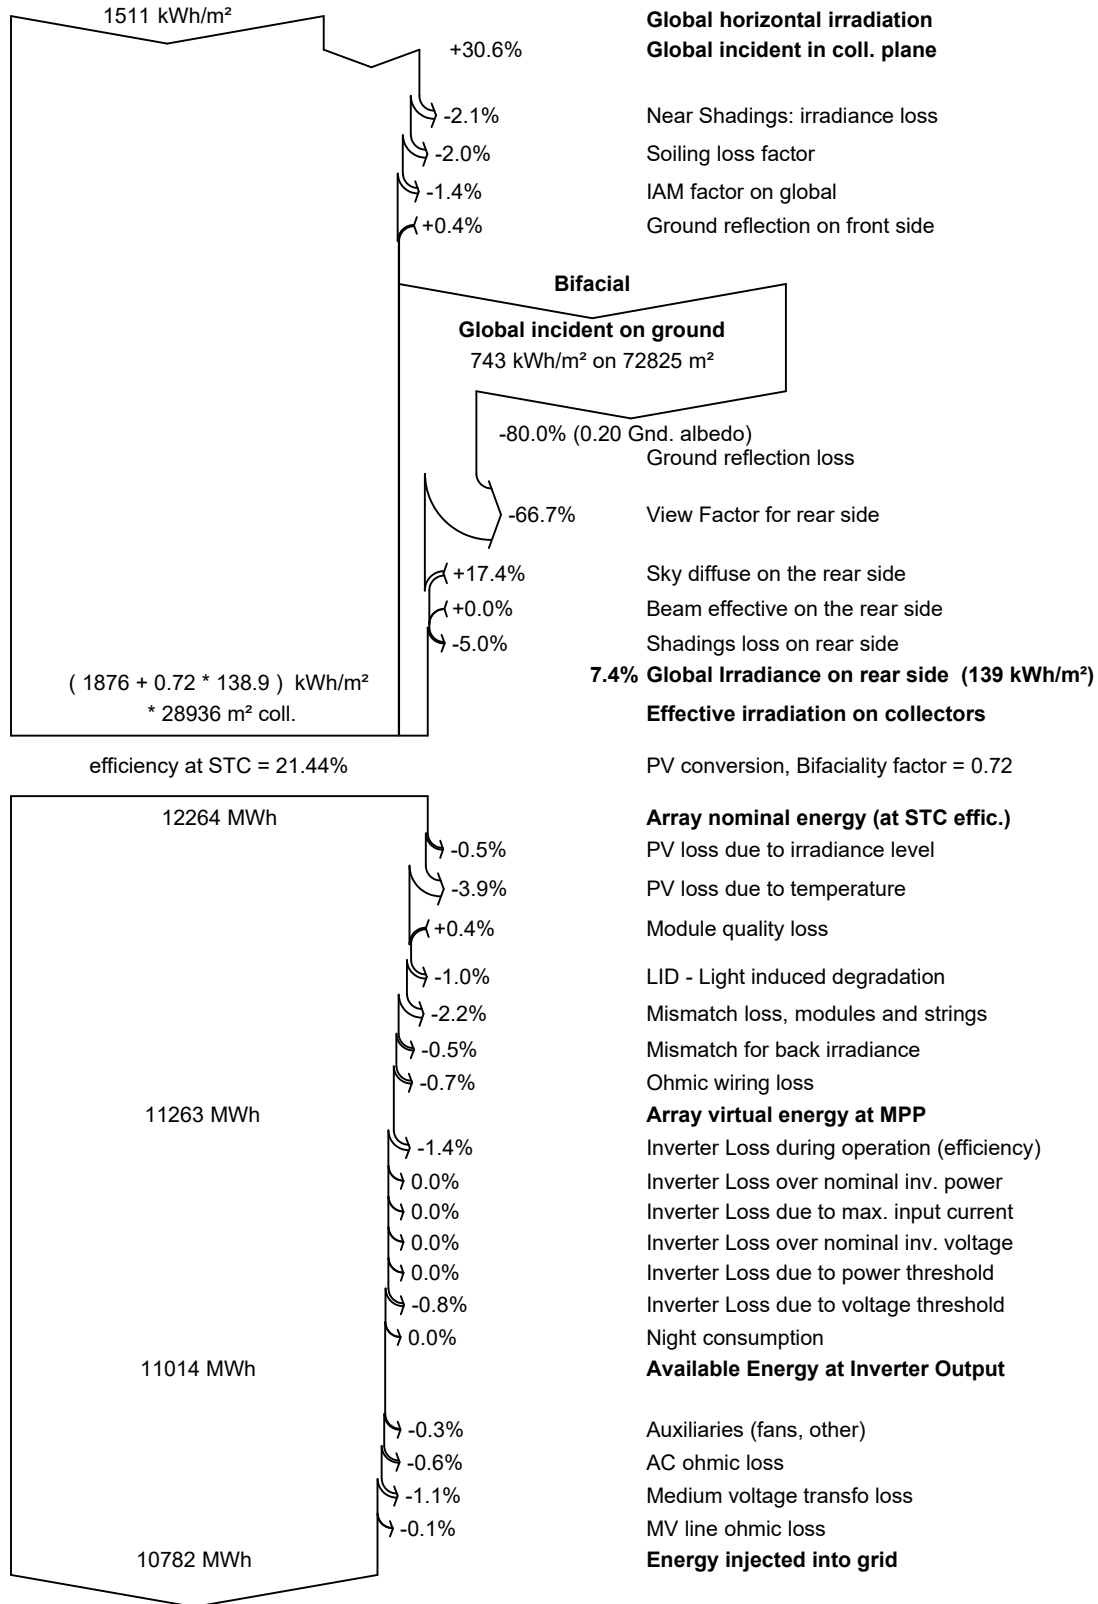 1511 kWh/m² Global horizontal irradiation
+30.6% Global incident in coll. plane
-2.1% Near Shadings: irradiance loss
-2.0% Soiling loss factor
-1.4% IAM factor on global
+0.4% Ground reflection on front side
Bifacial
Global incident on ground
743 kWh/m² on 72825 m²
-80.0% (0.20 Gnd. albedo)
Ground reflection loss
-66.7% View Factor for rear side
+17.4% Sky diffuse on the rear side
+0.0% Beam effective on the rear side
-5.0% Shadings loss on rear side
7.4% Global Irradiance on rear side (139 kWh/m²)
( 1876 + 0.72 * 138.9 ) kWh/m²
* 28936 m² coll. Effective irradiation on collectors
efficiency at STC = 21.44% PV conversion, Bifaciality factor = 0.72
12264 MWh Array nominal energy (at STC effic.)
-0.5% PV loss due to irradiance level
-3.9% PV loss due to temperature
+0.4% Module quality loss
-1.0% LID - Light induced degradation
-2.2% Mismatch loss, modules and strings
-0.5% Mismatch for back irradiance
-0.7% Ohmic wiring loss
11263 MWh Array virtual energy at MPP
-1.4% Inverter Loss during operation (efficiency)
0.0% Inverter Loss over nominal inv. power
0.0% Inverter Loss due to max. input current
0.0% Inverter Loss over nominal inv. voltage
0.0% Inverter Loss due to power threshold
-0.8% Inverter Loss due to voltage threshold
0.0% Night consumption
11014 MWh Available Energy at Inverter Output
-0.3% Auxiliaries (fans, other)
-0.6% AC ohmic loss
-1.1% Medium voltage transfo loss
-0.1% MV line ohmic loss
10782 MWh Energy injected into grid